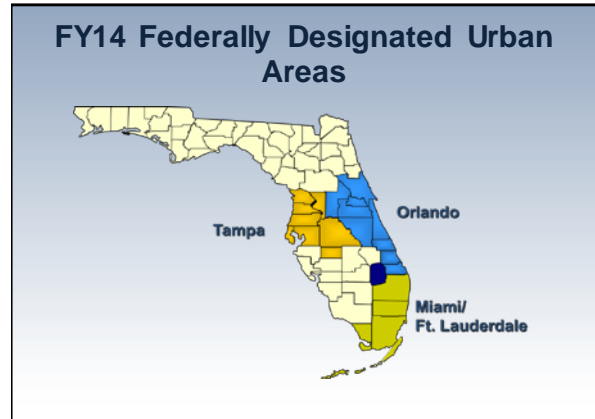 FY14 Federally Designated Urban
Areas
Orlando
Tampa
Miami/
Ft. Lauderdale